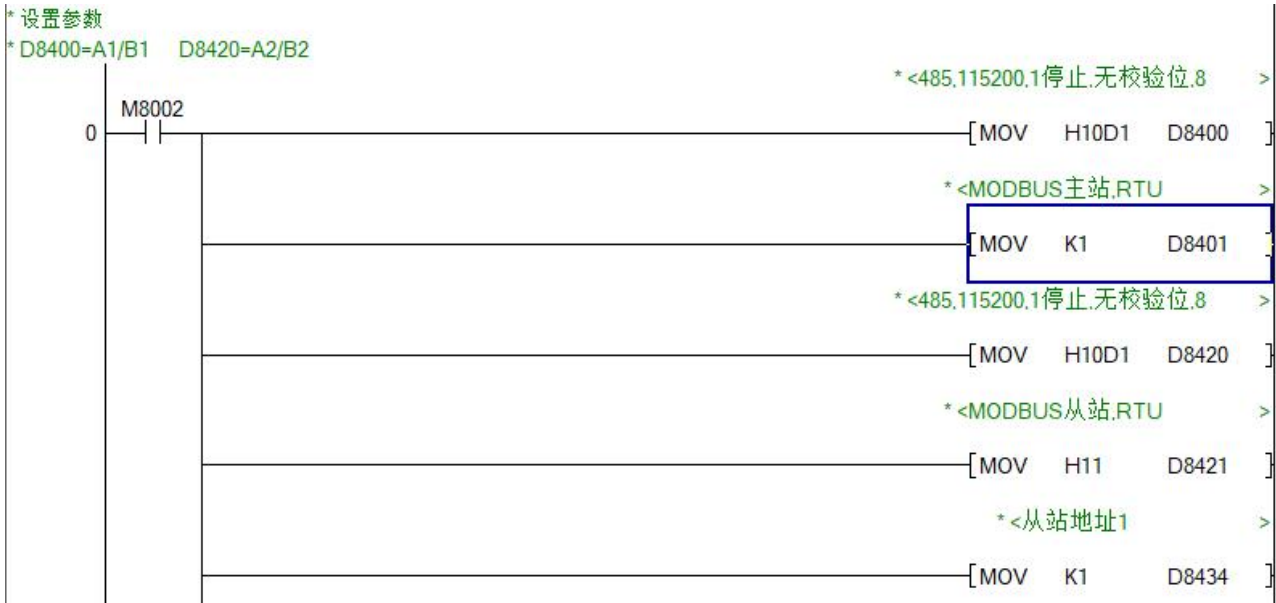 * 设置参数
* D8400=A1/B1 D8420=A2/B2
* <485,115200,1停止,无校验位,8 >
M8002
0 [MOV H10D1 D8400 ]
* <MODBUS主站,RTU >
[MOV K1 D8401 ]
* <485,115200,1停止,无校验位,8 >
[MOV H10D1 D8420 ]
* <MODBUS从站,RTU >
[MOV H11 D8421 ]
* <从站地址1 >
[MOV K1 D8434 ]